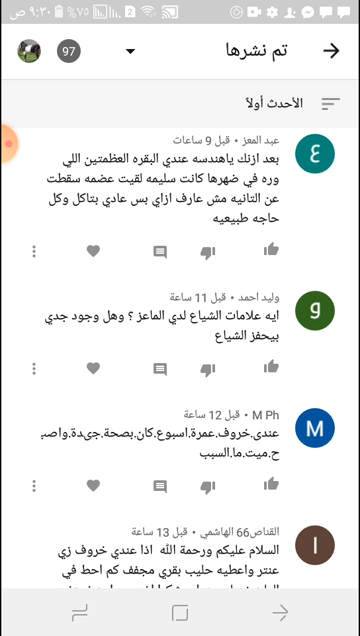 ٩:٣٠ ص
٧٥%
تم نشرها
97
الأحدث أولاً
عبد المعز • قبل 9 ساعات
بعد ازنك ياهندسه عندي البقره العظمتين اللي
وره في ضهرها كانت سليمه لقيت عضمه سقطت
عن التانيه مش عارف ازاي بس عادي بتاكل وكل
حاجه طبيعيه
ع
وليد احمد • قبل 11 ساعة
ايه علامات الشياع لدي الماعز ؟ وهل وجود جدي
بيحفز الشياع
و
M Ph • قبل 12 ساعة
عندى.خروف.عمرة.اسبوع.كان.بصحة.جىدة.واصب
ح.ميت.ما.السبب
M
القناص66 الهاشمي • قبل 13 ساعة
السلام عليكم ورحمة الله اذا عندي خروف زي
عنتر واعطيه حليب بقري مجفف كم احط في
ا